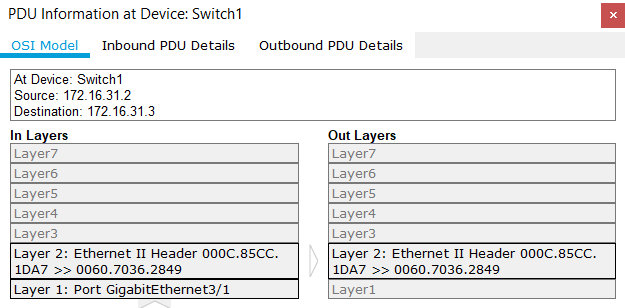 PDU Information at Device: Switch1
OSI Model Inbound PDU Details Outbound PDU Details
At Device: Switch1
Source: 172.16.31.2
Destination: 172.16.31.3
In Layers
Layer7
Layer6
Layer5
Layer4
Layer3
Layer 2: Ethernet II Header 000C.85CC.
1DA7 >> 0060.7036.2849
Layer 1: Port GigabitEthernet3/1
Out Layers
Layer7
Layer6
Layer5
Layer4
Layer3
Layer 2: Ethernet II Header 000C.85CC.
1DA7 >> 0060.7036.2849
Layer1